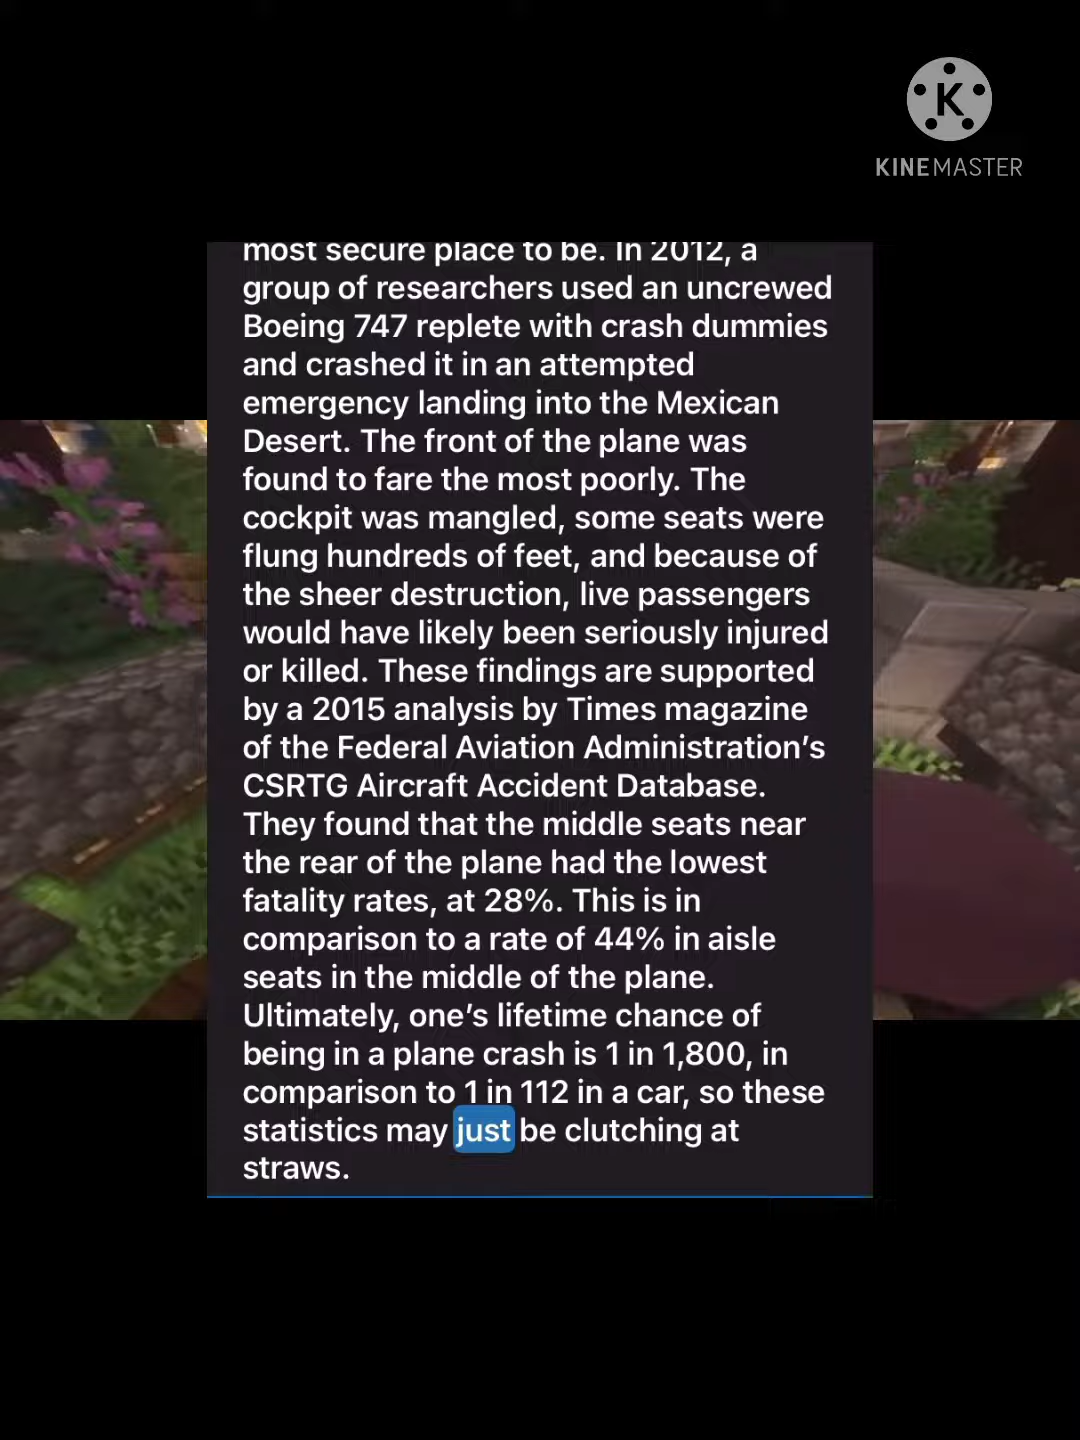 K
KINEMASTER
most secure place to be. In 2012, a
group of researchers used an uncrewed
Boeing 747 replete with crash dummies
and crashed it in an attempted
emergency landing into the Mexican
Desert. The front of the plane was
found to fare the most poorly. The
cockpit was mangled, some seats were
flung hundreds of feet, and because of
the sheer destruction, live passengers
would have likely been seriously injured
or killed. These findings are supported
by a 2015 analysis by Times magazine
of the Federal Aviation Administration’s
CSRTG Aircraft Accident Database.
They found that the middle seats near
the rear of the plane had the lowest
fatality rates, at 28%. This is in
comparison to a rate of 44% in aisle
seats in the middle of the plane.
Ultimately, one’s lifetime chance of
being in a plane crash is 1 in 1,800, in
comparison to 1 in 112 in a car, so these
statistics may just be clutching at
straws.